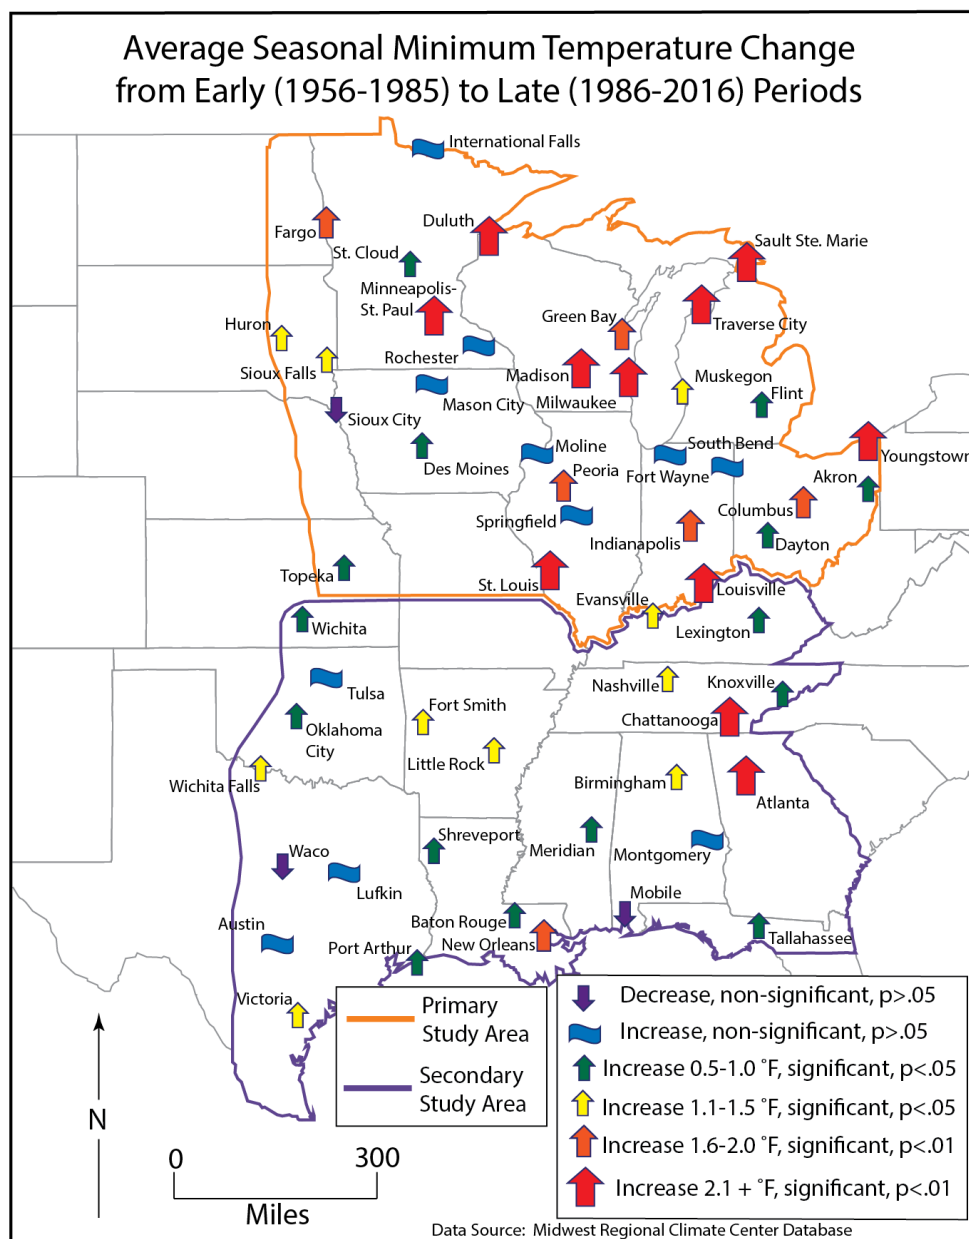 Average Seasonal Minimum Temperature Change
from Early (1956-1985) to Late (1986-2016) Periods
International Falls
Fargo
Duluth
St. Cloud
Sault Ste. Marie
Minneapolis-
St. Paul
Huron
Green Bay
Traverse City
Rochester
Sioux Falls
Madison
Muskegon
Mason City
Milwaukee
Flint
Sioux City
Moline
South Bend
Youngstown
Des Moines
Peoria
Fort Wayne
Akron
Springfield
Columbus
Indianapolis
Dayton
Topeka
St. Louis
Evansville
Louisville
Wichita
Lexington
Tulsa
Nashville
Knoxville
Fort Smith
Chattanooga
Oklahoma
City
Little Rock
Wichita Falls
Birmingham
Atlanta
Shreveport
Waco
Meridian
Montgomery
Lufkin
Mobile
Austin
Baton Rouge
Port Arthur
New Orleans
Tallahassee
Victoria
Primary
Study Area
Secondary
Study Area
Decrease, non-significant, p>.05
Increase, non-significant, p>.05
Increase 0.5-1.0 ˚F, significant, p<.05
Increase 1.1-1.5 ˚F, significant, p<.05
Increase 1.6-2.0 ˚F, significant, p<.01
Increase 2.1 + ˚F, significant, p<.01
N
0
300
Miles
Data Source:  Midwest Regional Climate Center Database